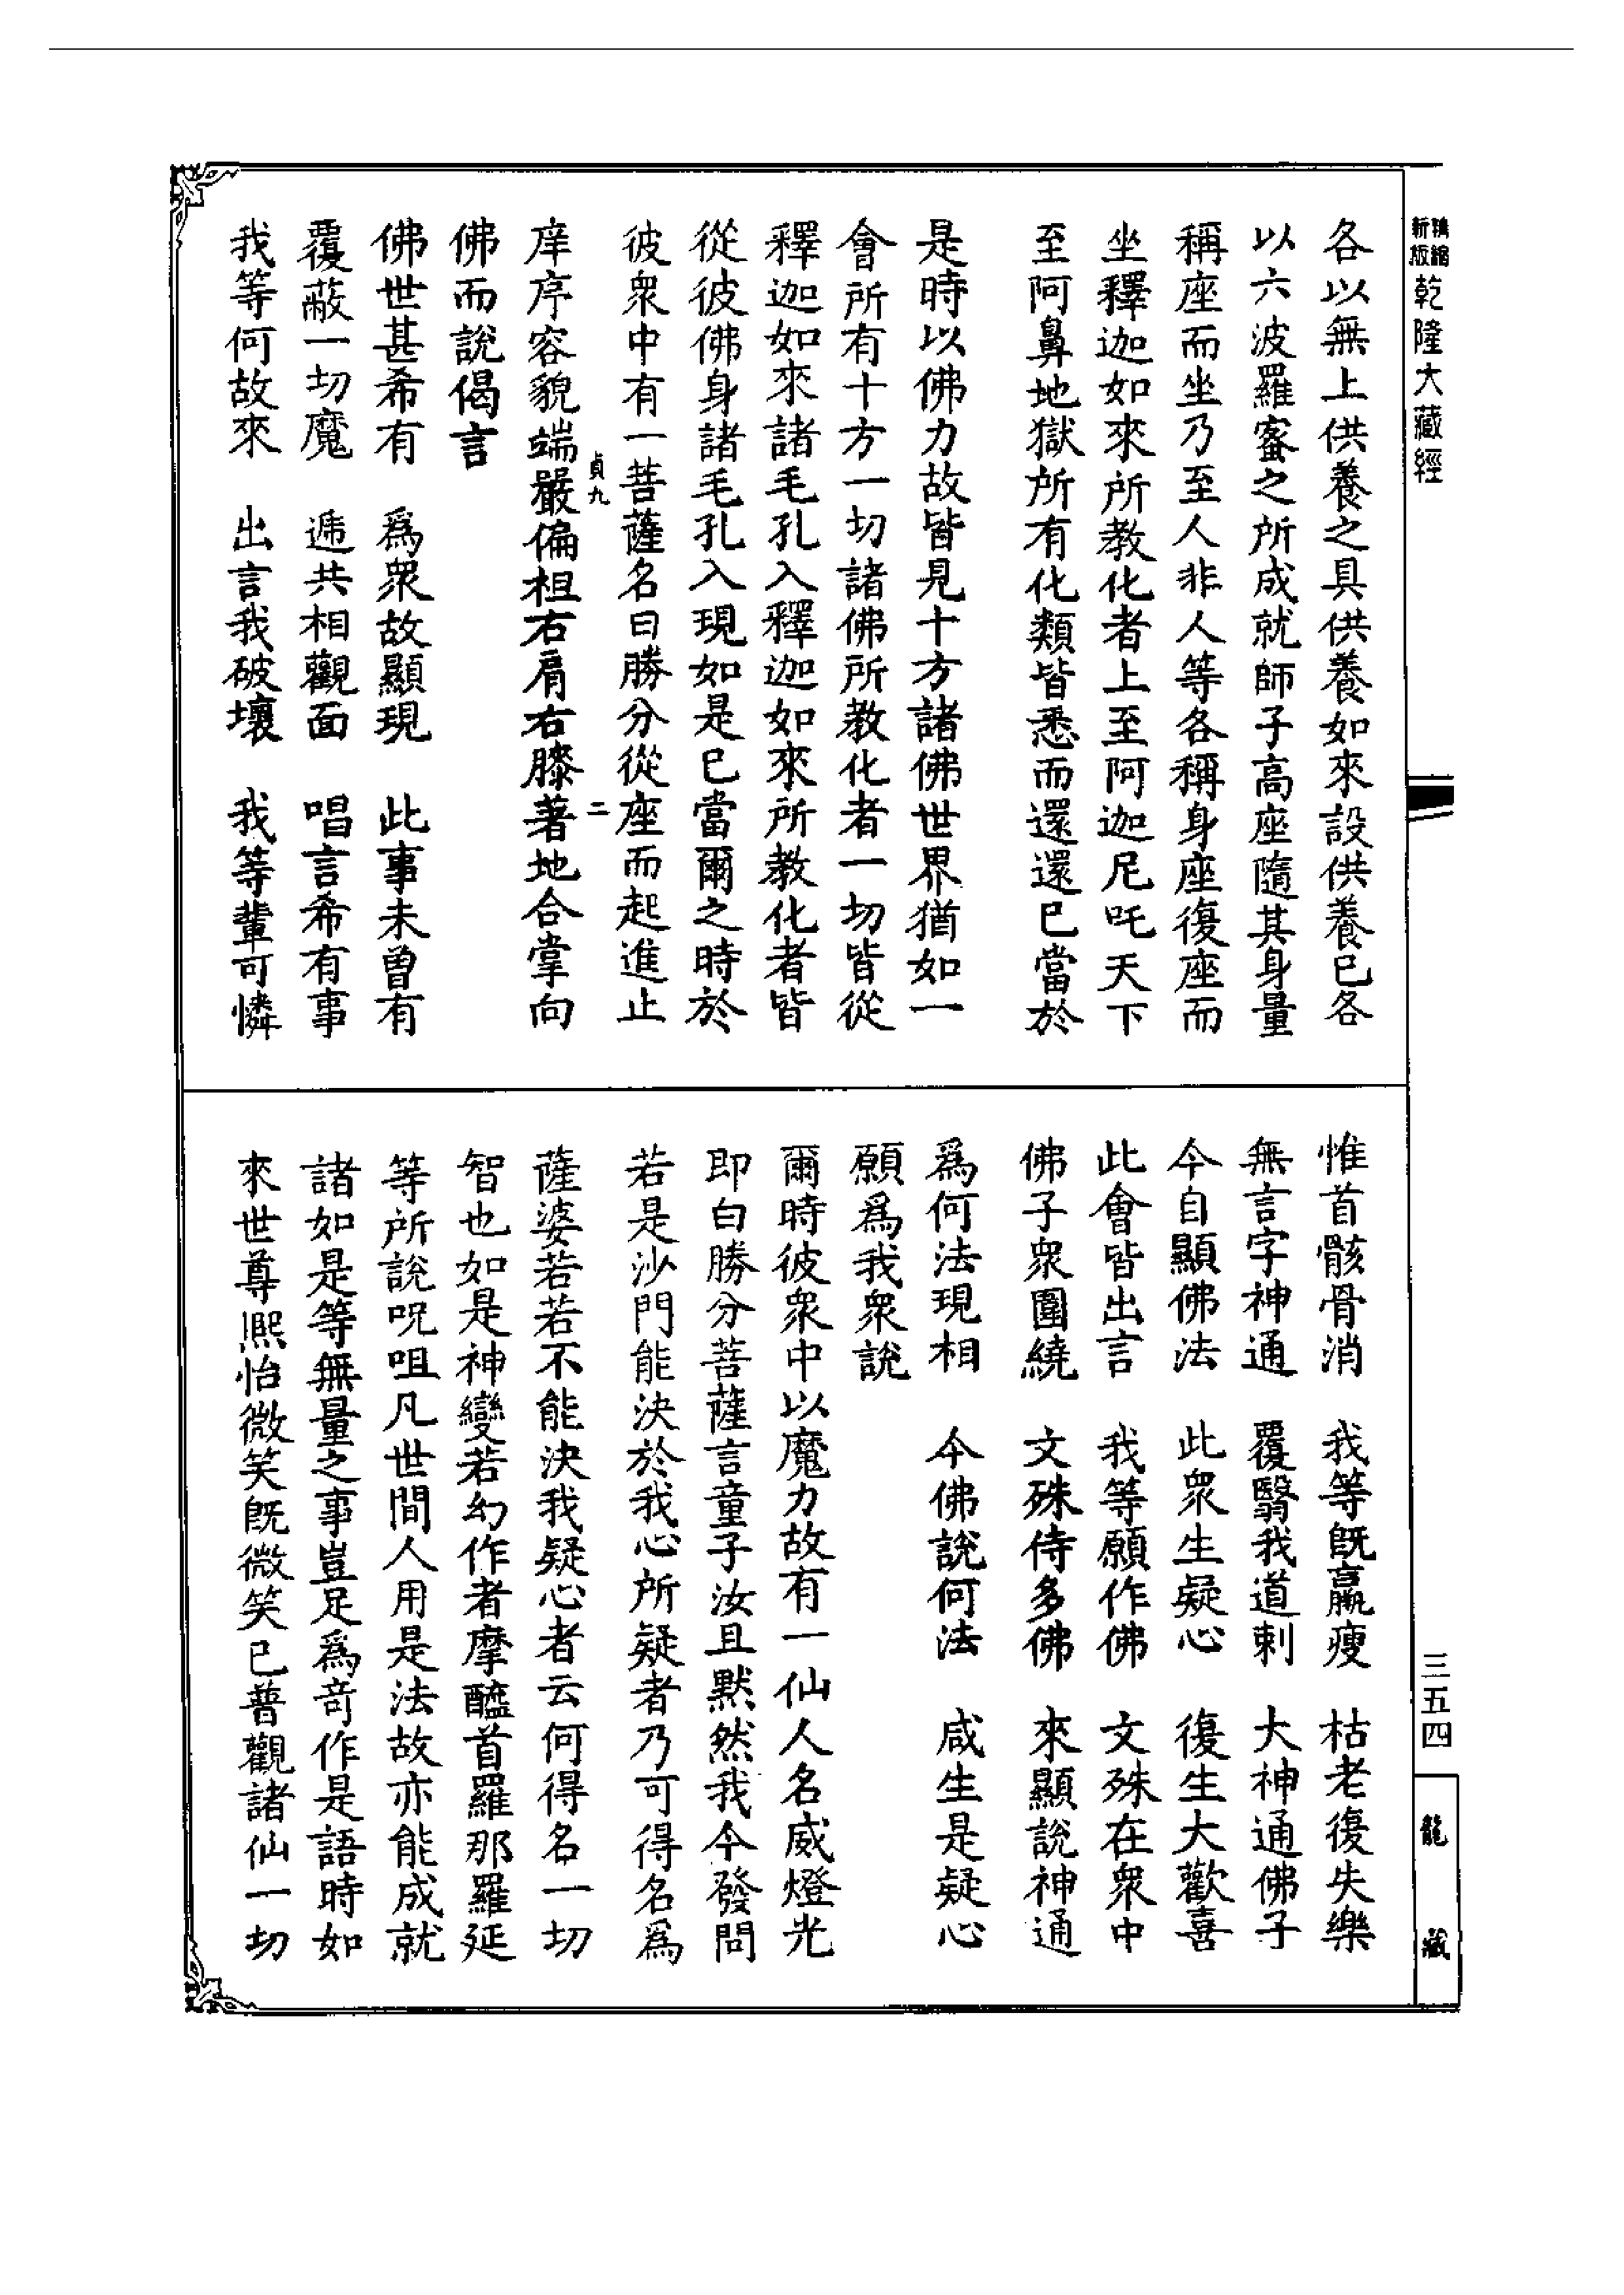 新版精縮
乾隆大藏經
各以無上供養之具供養如來設供養已各
以六波羅蜜之所成就師子高座隨其身量
稱座而坐乃至人非人等各稱身座復座而
坐釋迦如來所教化者上至阿迦尼吒天下
至阿鼻地獄所有化類皆悉而還還已當於
是時以佛力故皆見十方諸佛世界猶如一
會所有十方一切諸佛所教化者一切皆從
釋迦如來諸毛孔入釋迦如來所教化者皆
從彼佛身諸毛孔入現如是已當爾之時於
彼眾中有一菩薩名曰勝分從座而起進止
貞九 二
庠序容貌端嚴偏袒右肩右膝著地合掌向
佛而說偈言
佛世甚希有 為眾故顯現 此事未曾有
覆蔽一切魔 遞共相觀面 唱言希有事
我等何故來 出言我破壞 我等輩可憐
惟首骸骨消 我等既羸瘦 枯老復失樂
無言字神通 覆翳我道剌 大神通佛子
今自顯佛法 此眾生疑心 復生大歡喜
此會皆出言 我等願作佛 文殊在眾中
佛子眾圍繞 文殊侍多佛 來顯說神通
為何法現相 今佛說何法 咸生是疑心
願為我眾說
爾時彼眾中以魔力故有一仙人名威燈光
即白勝分菩薩言童子汝且默然我今發問
若是沙門能決於我心所疑者乃可得名為
薩婆若若不能決我疑心者云何得名一切
智也如是神變若幻作者摩醯首羅那羅延
等所說呪咀凡世間人用是法故亦能成就
諸如是等無量之事豈足為奇作是語時如
來世尊熙怡微笑既微笑已普觀諸仙一切
三五四
龍藏